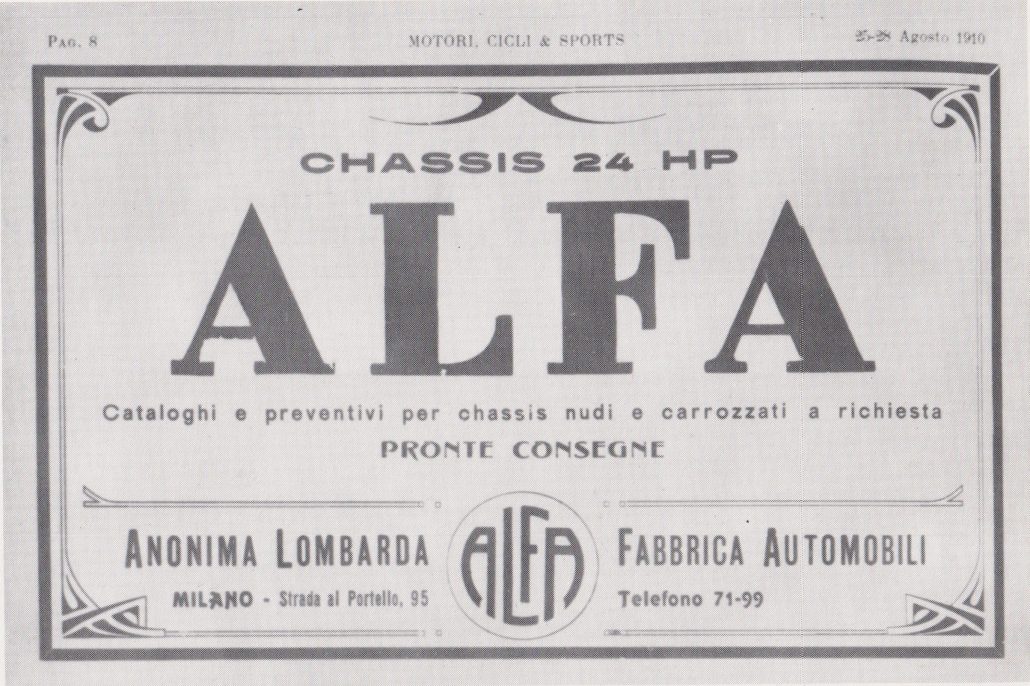 PAG. 8 MOTORI, CICLI & SPORTS 25-28 Agosto 1910
CHASSIS 24 HP
ALFA
Cataloghi e preventivi per chassis nudi e carrozzati a richiesta
PRONTE CONSEGNE
ANONIMA LOMBARDA ALFA FABBRICA AUTOMOBILI
MILANO - Strada al Portello, 95 Telefono 71-99